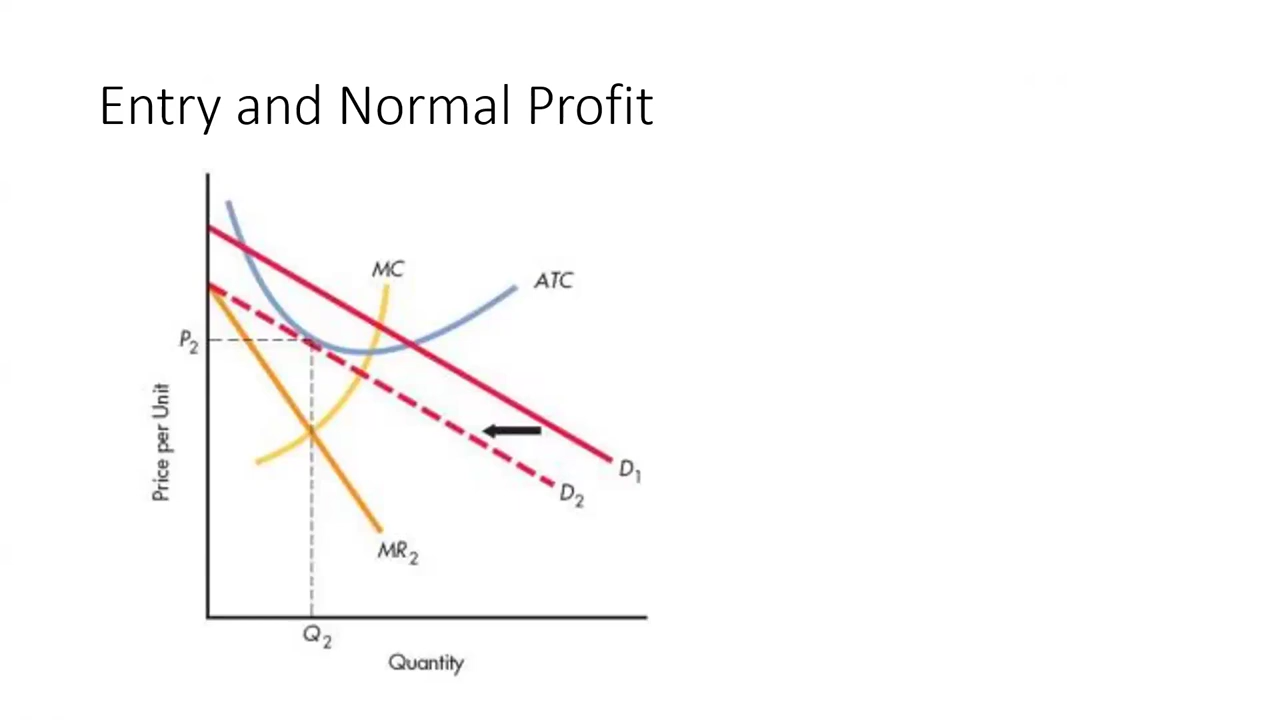 Entry and Normal Profit
MC
ATC
P2
Price per Unit
D1
D2
MR2
Q2
Quantity